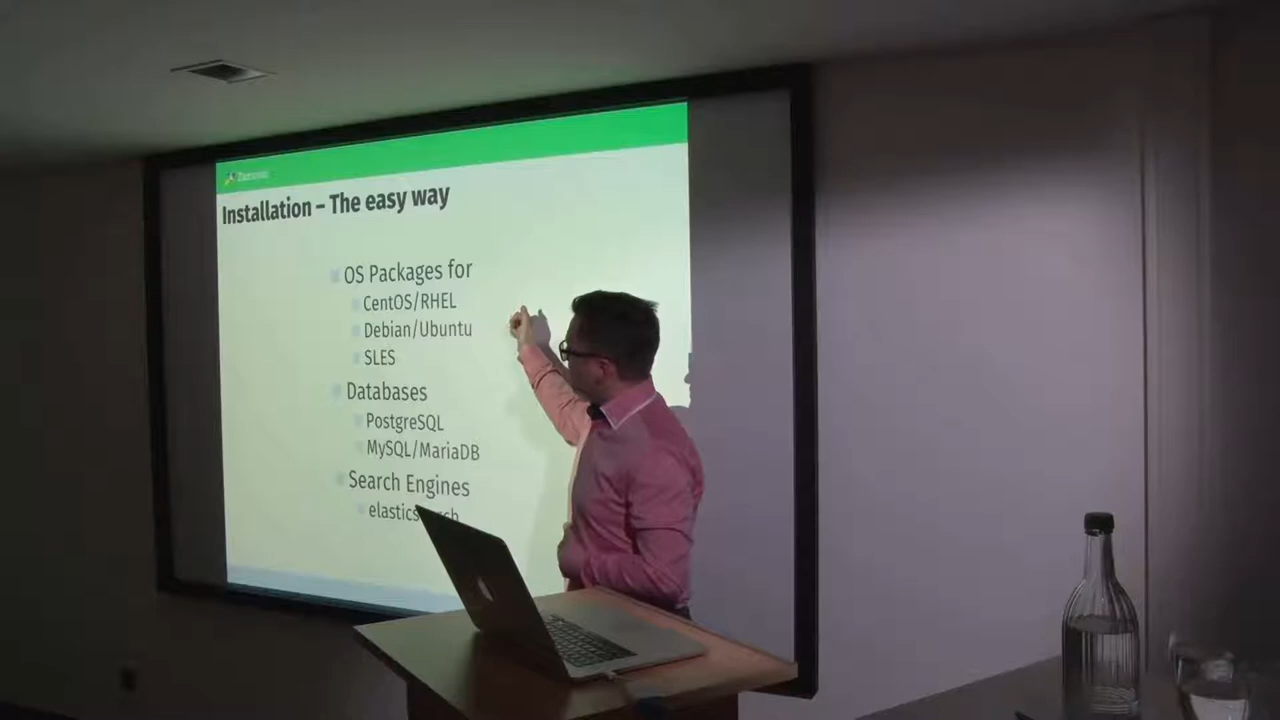 Installation – The easy way
OS Packages for
CentOS/RHEL
Debian/Ubuntu
SLES
Databases
PostgreSQL
MySQL/MariaDB
Search Engines